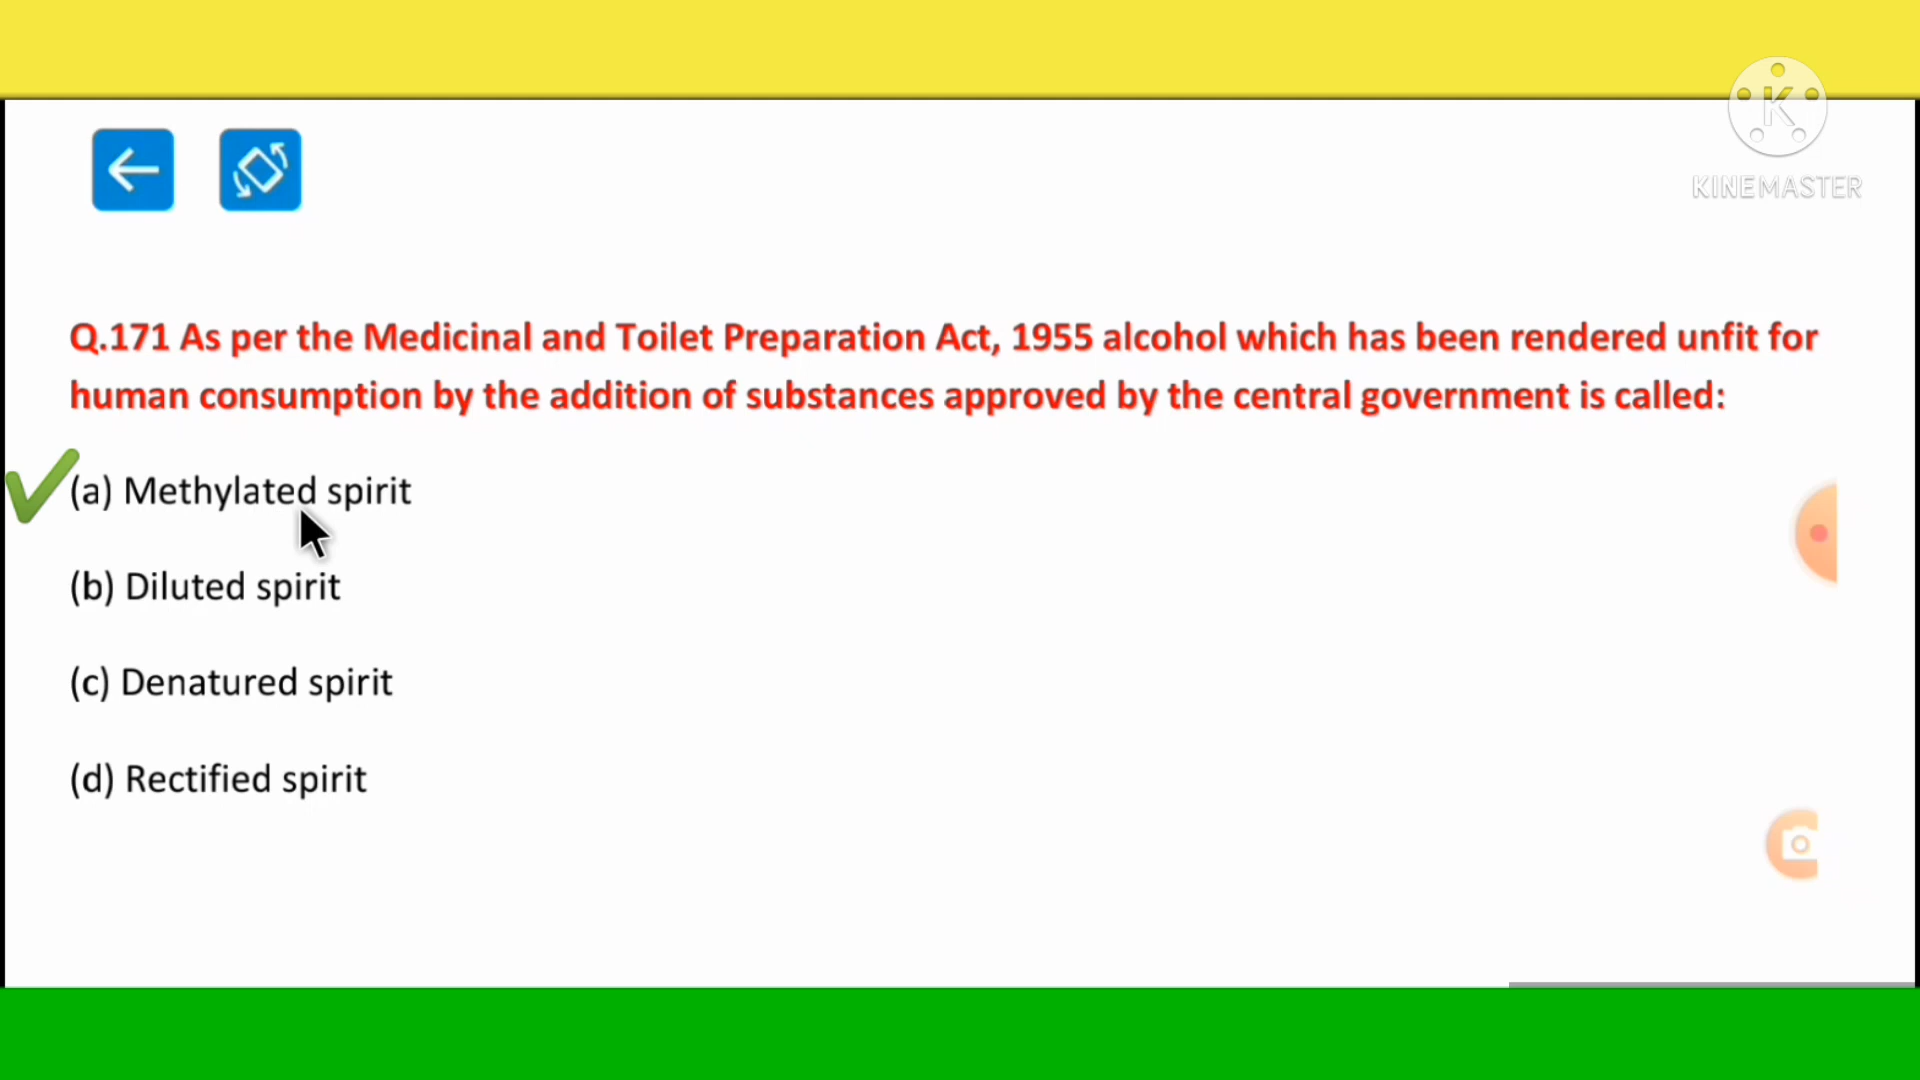 K
KINEMASTER
Q.171 As per the Medicinal and Toilet Preparation Act, 1955 alcohol which has been rendered unfit for
human consumption by the addition of substances approved by the central government is called:
(a) Methylated spirit
(b) Diluted spirit
(c) Denatured spirit
(d) Rectified spirit